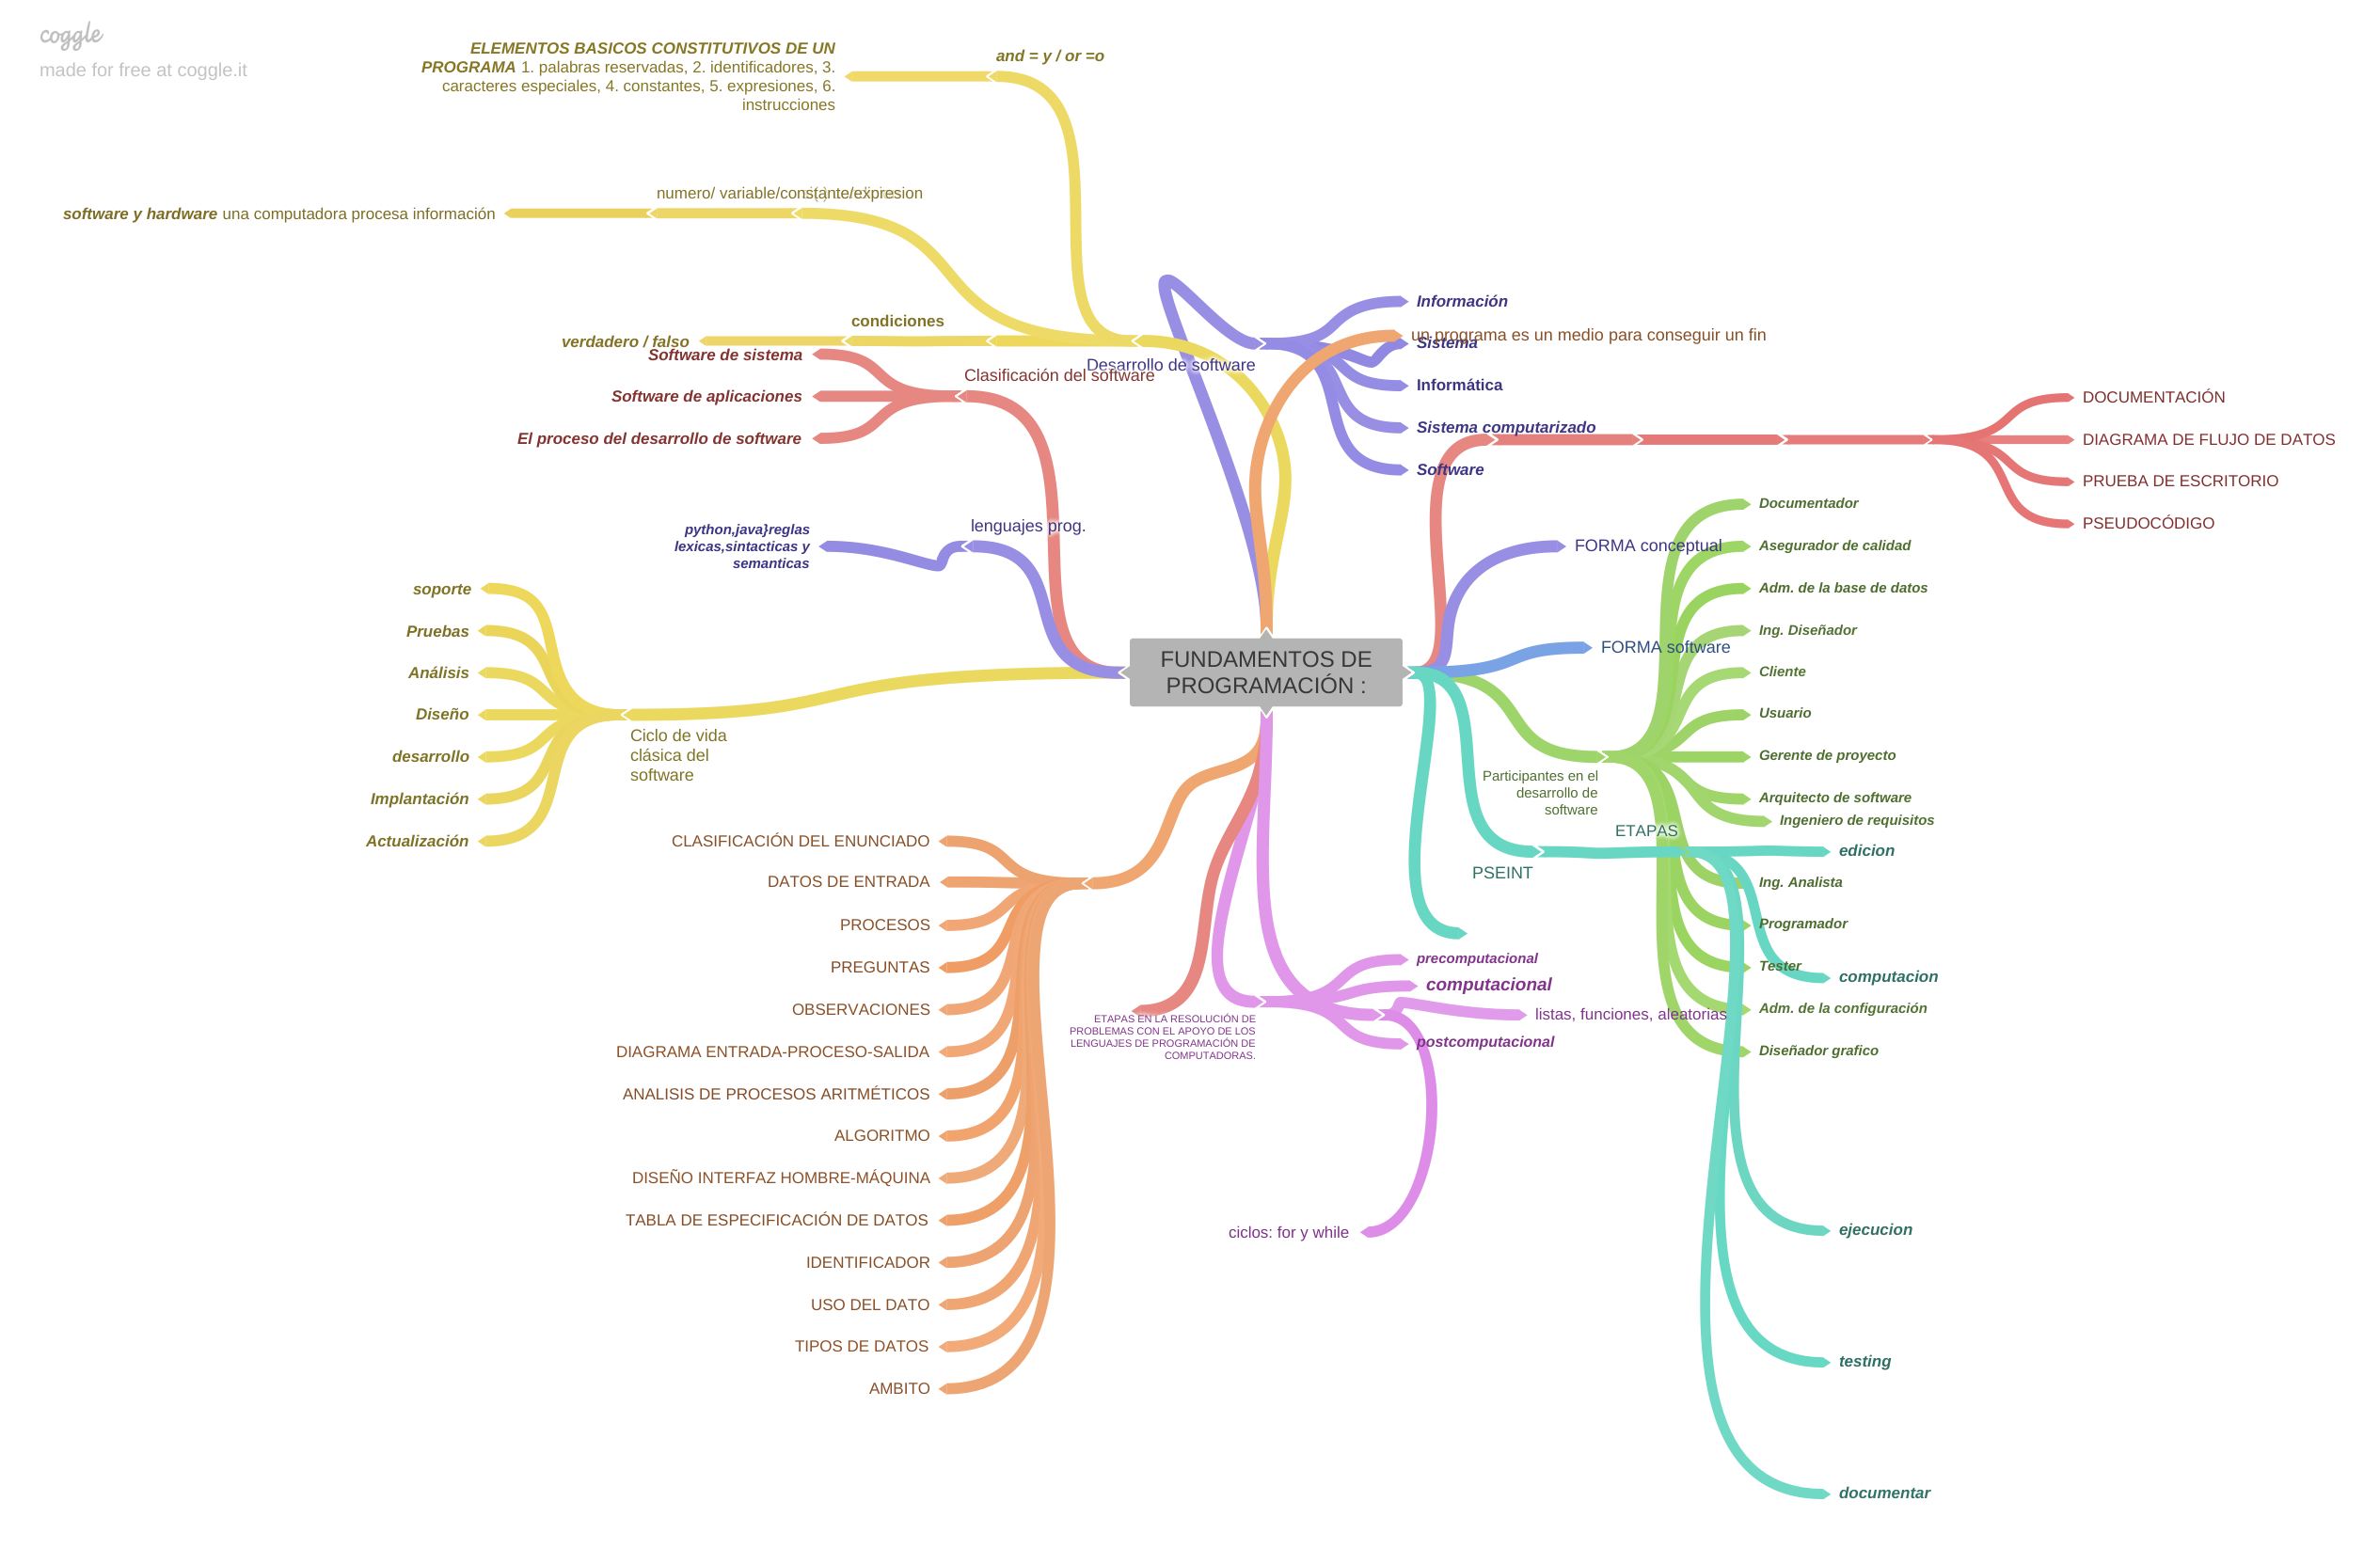 coggle
made for free at coggle.it
ELEMENTOS BASICOS CONSTITUTIVOS DE UN
PROGRAMA 1. palabras reservadas, 2. identificadores, 3.
caracteres especiales, 4. constantes, 5. expresiones, 6.
instrucciones
and = y / or =o
numero/ variable/constante/expresion
software y hardware una computadora procesa información
condiciones
verdadero / falso
Software de sistema
Software de aplicaciones
El proceso del desarrollo de software
Clasificación del software
Desarrollo de software
Información
un programa es un medio para conseguir un fin
Sistema
Informática
Sistema computarizado
Software
DOCUMENTACIÓN
DIAGRAMA DE FLUJO DE DATOS
PRUEBA DE ESCRITORIO
PSEUDOCÓDIGO
lenguajes prog.
python,java}reglas
lexicas,sintacticas y
semanticas
FORMA conceptual
FORMA software
FUNDAMENTOS DE
PROGRAMACIÓN :
soporte
Pruebas
Análisis
Diseño
desarrollo
Implantación
Actualización
Ciclo de vida
clásica del
software
Documentador
Asegurador de calidad
Adm. de la base de datos
Ing. Diseñador
Cliente
Usuario
Gerente de proyecto
Arquitecto de software
Ingeniero de requisitos
Ing. Analista
Programador
Tester
Adm. de la configuración
Diseñador grafico
Participantes en el
desarrollo de
software
PSEINT
ETAPAS
edicion
computacion
ejecucion
testing
documentar
CLASIFICACIÓN DEL ENUNCIADO
DATOS DE ENTRADA
PROCESOS
PREGUNTAS
OBSERVACIONES
DIAGRAMA ENTRADA-PROCESO-SALIDA
ANALISIS DE PROCESOS ARITMÉTICOS
ALGORITMO
DISEÑO INTERFAZ HOMBRE-MÁQUINA
TABLA DE ESPECIFICACIÓN DE DATOS
IDENTIFICADOR
USO DEL DATO
TIPOS DE DATOS
AMBITO
ETAPAS EN LA RESOLUCIÓN DE
PROBLEMAS CON EL APOYO DE LOS
LENGUAJES DE PROGRAMACIÓN DE
COMPUTADORAS.
precomputacional
computacional
listas, funciones, aleatorias
postcomputacional
ciclos: for y while